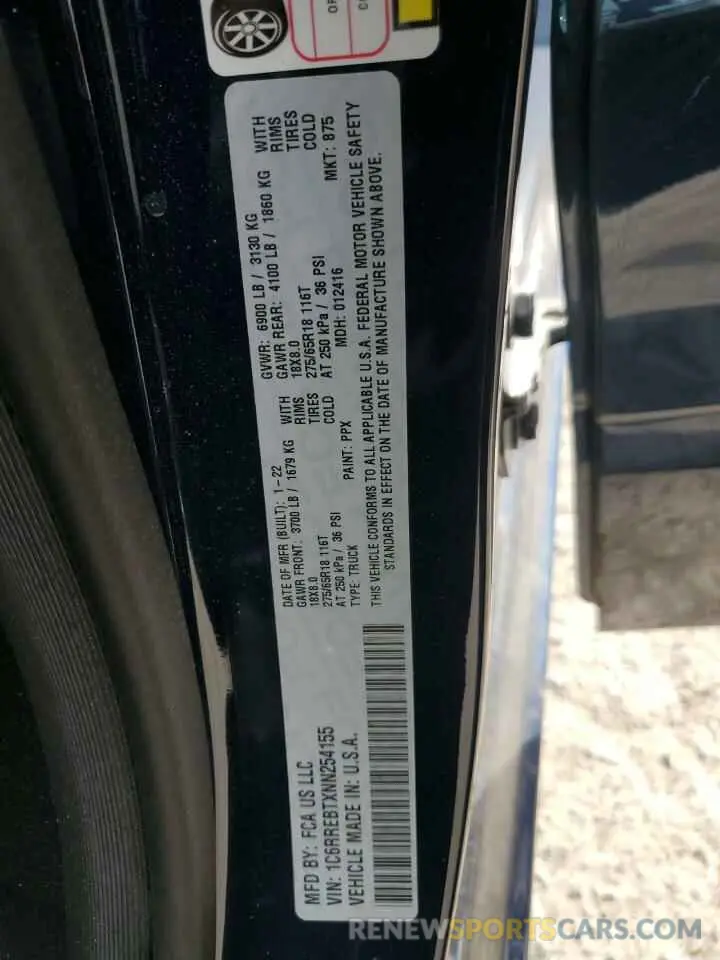 OF
CO
MFD BY: FCA US LLC
VIN: 1C6RREBTXNN254155
VEHICLE MADE IN: U.S.A.
DATE OF MFR (BUILT): 1-22 GVWR: 6900 LB / 3130 KG
GAWR FRONT: 3700 LB / 1679 KG WITH GAWR REAR: 4100 LB / 1860 KG WITH
18X8.0 RIMS 18X8.0 RIMS
275/65R18 116T TIRES 275/65R18 116T TIRES
AT 250 kPa / 36 PSI COLD AT 250 kPa / 36 PSI COLD
TYPE: TRUCK PAINT: PPX MDH: 012416 MKT: 875
THIS VEHICLE CONFORMS TO ALL APPLICABLE U.S.A. FEDERAL MOTOR VEHICLE SAFETY
STANDARDS IN EFFECT ON THE DATE OF MANUFACTURE SHOWN ABOVE.
RENEWSPORTSCARS.COM